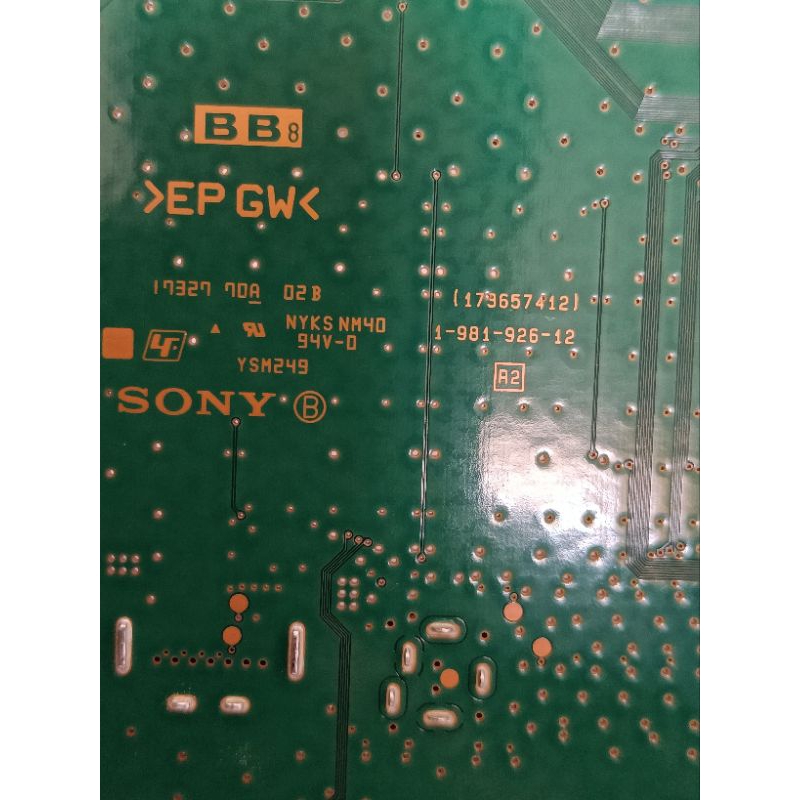 BB8
>EP GW<
17327 70A 02B
(173657412)
NYKS NM40
1-981-926-12
94V-0
YSM249
A2
SONY B